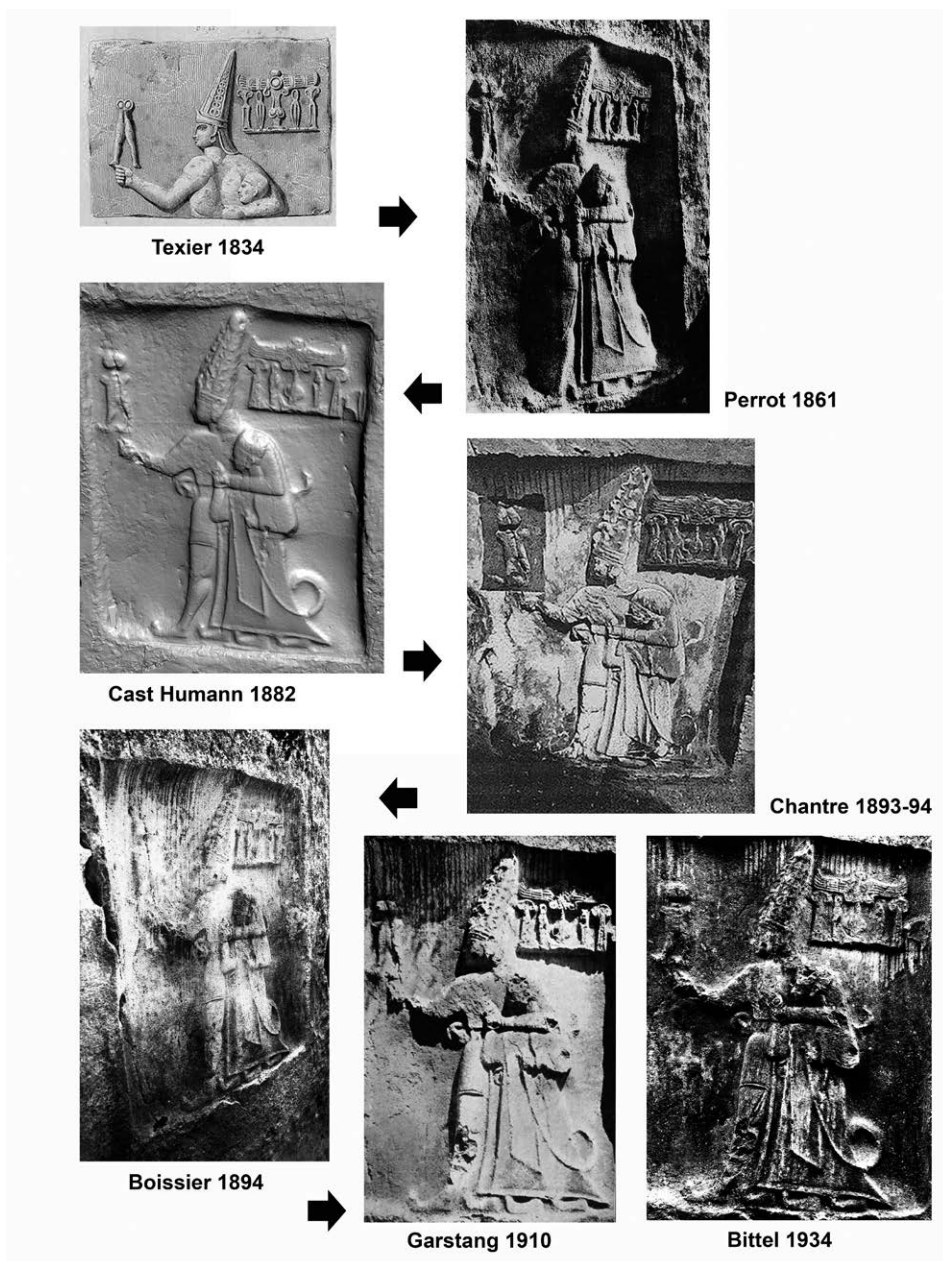 Texier 1834
Perrot 1861
Cast Humann 1882
Chantre 1893-94
Boissier 1894
Garstang 1910
Bittel 1934